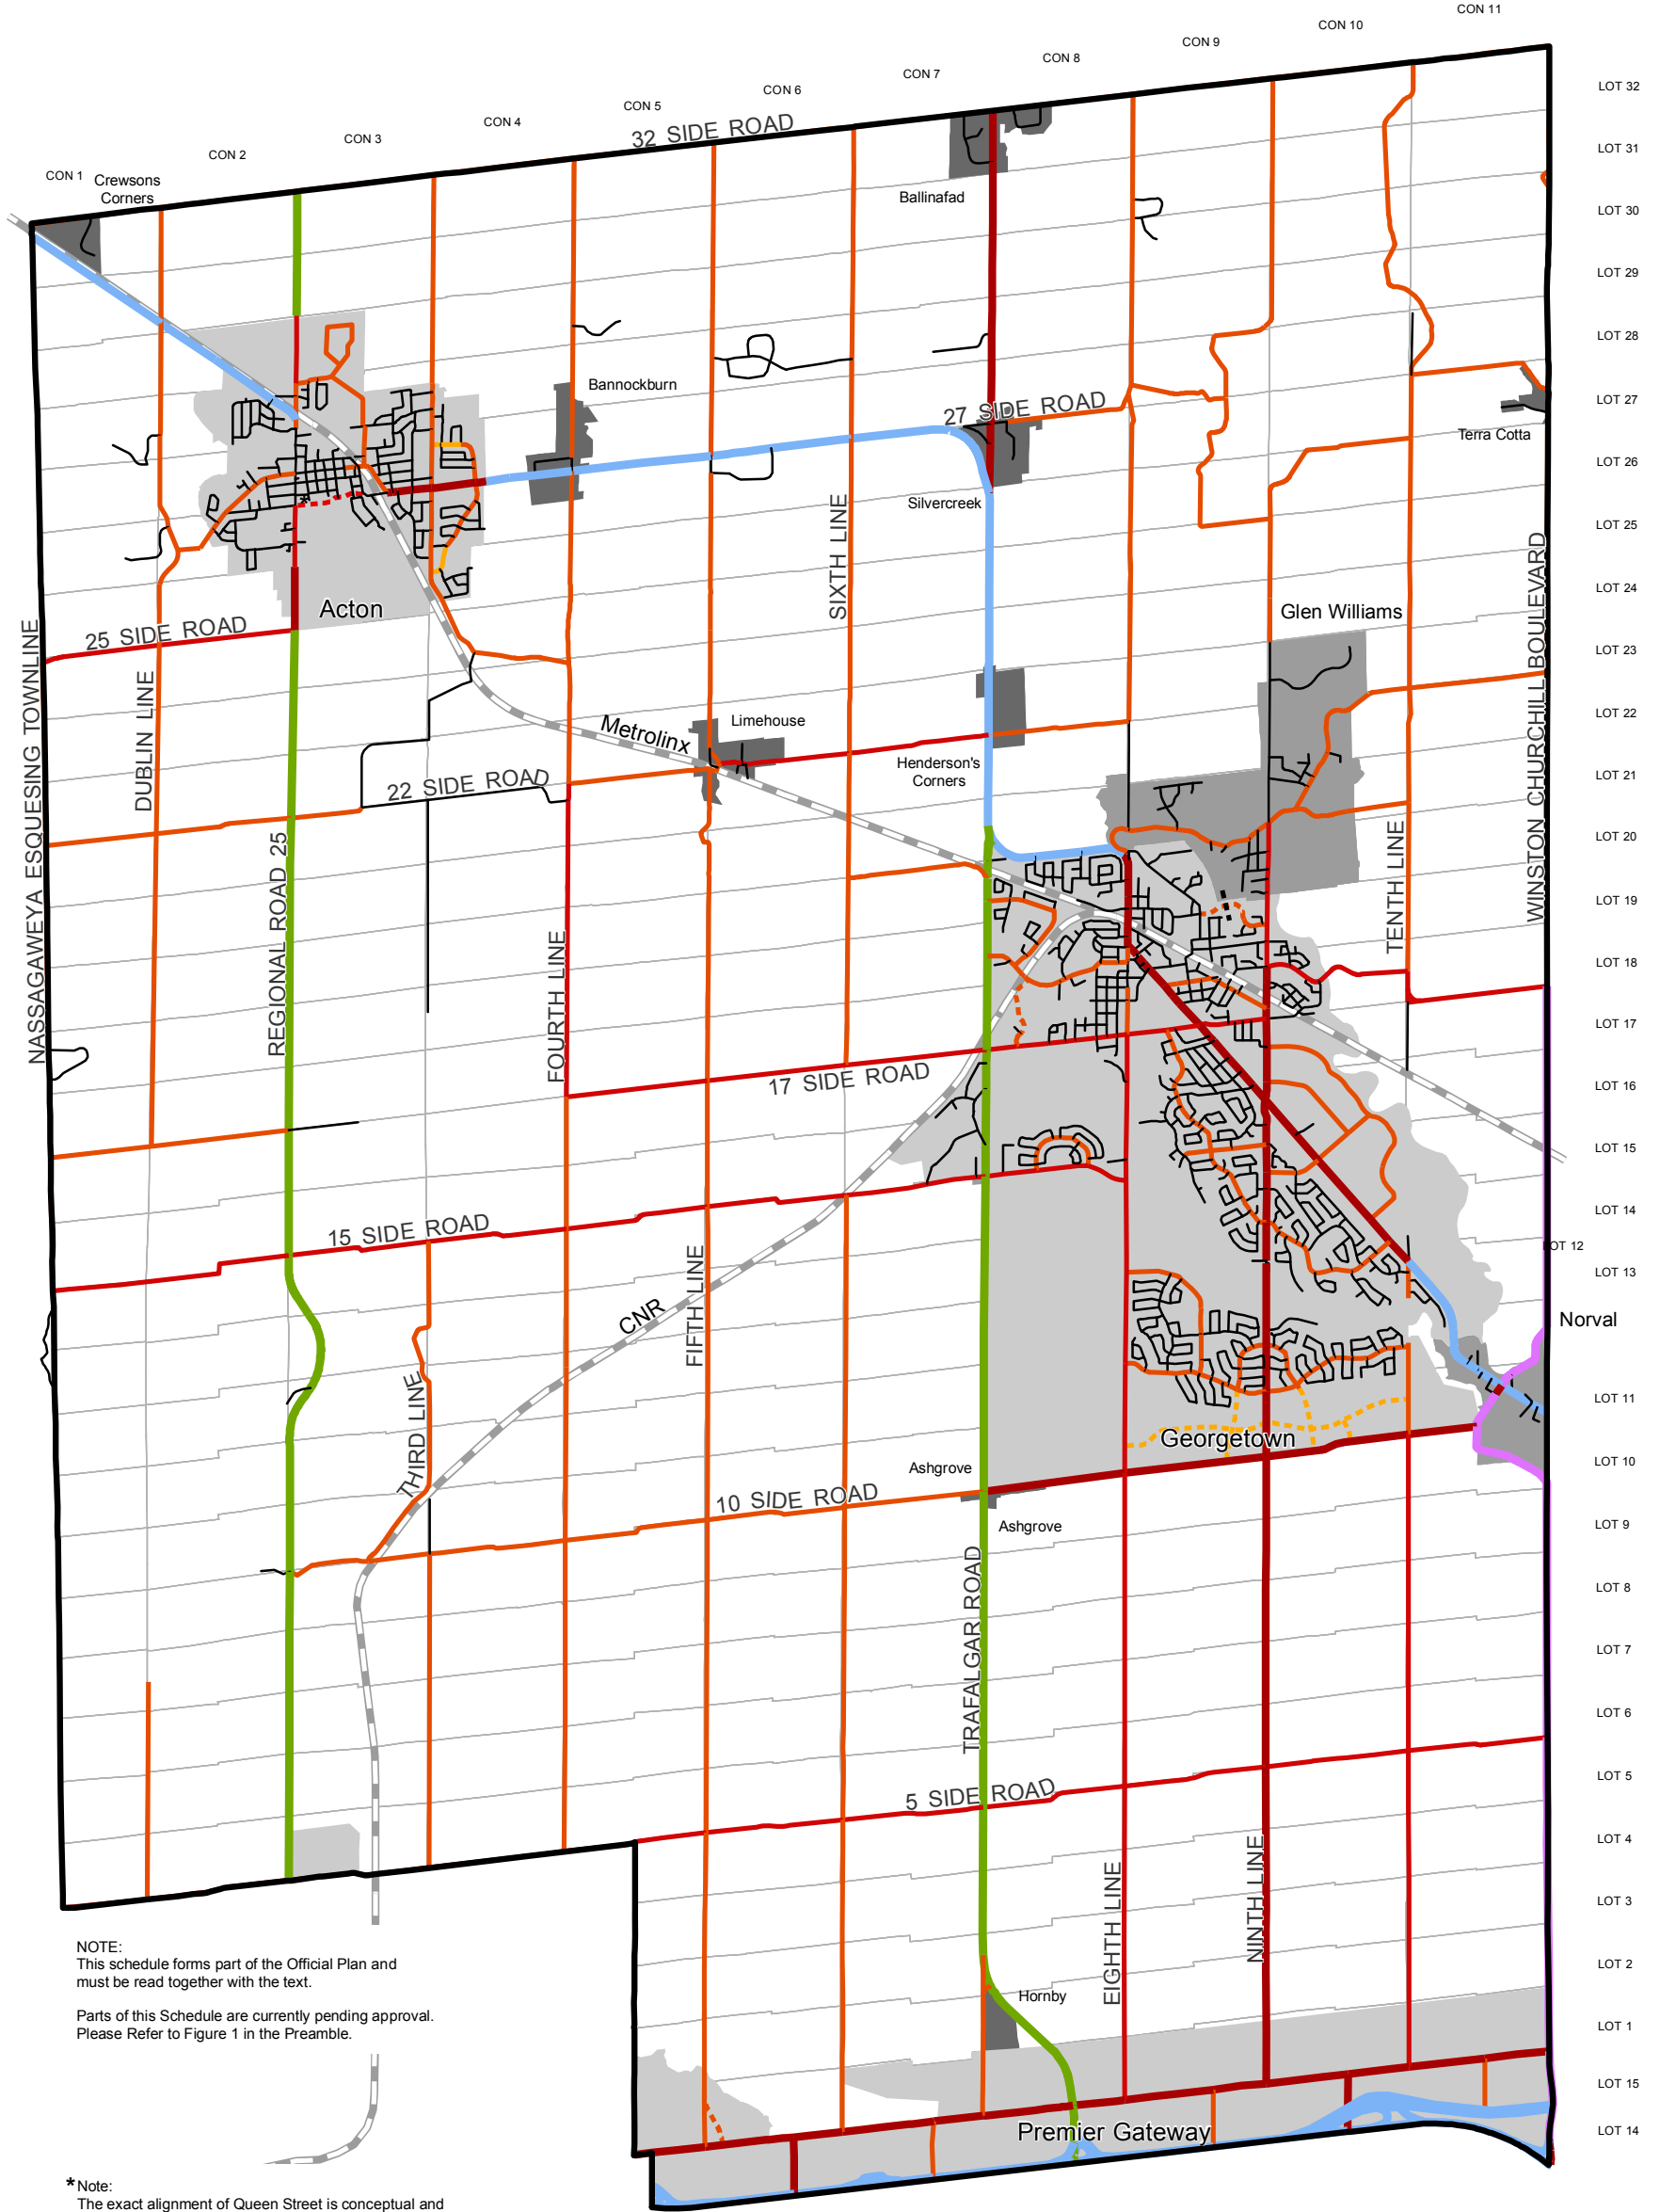 CON 11
CON 10
CON 9
CON 8
CON 7
CON 6
CON 5
CON 4
CON 3
CON 2
CON 1
Crewsons
Corners
32 SIDE ROAD
Ballinafad
LOT 32
LOT 31
LOT 30
LOT 29
LOT 28
LOT 27
LOT 26
LOT 25
LOT 24
LOT 23
LOT 22
LOT 21
LOT 20
LOT 19
LOT 18
LOT 17
LOT 16
LOT 15
LOT 14
LOT 12
LOT 13
LOT 11
LOT 10
LOT 9
LOT 8
LOT 7
LOT 6
LOT 5
LOT 4
LOT 3
LOT 2
LOT 1
LOT 15
LOT 14
Bannockburn
27 SIDE ROAD
Terra Cotta
Silvercreek
*
SIXTH LINE
Acton
Glen Williams
25 SIDE ROAD
NASSAGAWEYA ESQUESING TOWNLINE
DUBLIN LINE
WINSTON CHURCHILL BOULEVARD
Metrolinx
Limehouse
Henderson's
Corners
22 SIDE ROAD
REGIONAL ROAD 25
TENTH LINE
FOURTH LINE
17 SIDE ROAD
15 SIDE ROAD
FIFTH LINE
CNR
Norval
THIRD LINE
Georgetown
Ashgrove
10 SIDE ROAD
Ashgrove
TRAFALGAR ROAD
5 SIDE ROAD
EIGHTH LINE
NINTH LINE
Hornby
Premier Gateway
NOTE:
This schedule forms part of the Official Plan and
must be read together with the text.
Parts of this Schedule are currently pending approval.
Please Refer to Figure 1 in the Preamble.
*Note:
The exact alignment of Queen Street is conceptual and